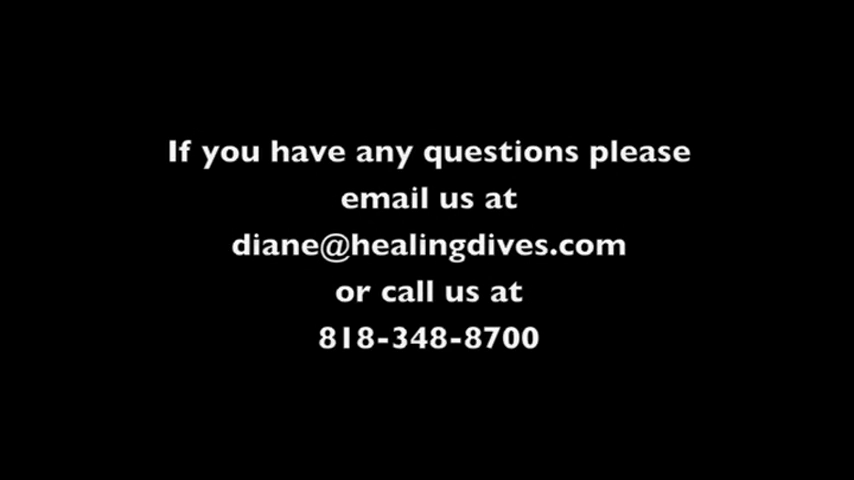 If you have any questions please
email us at
diane@healingdives.com
or call us at
818-348-8700